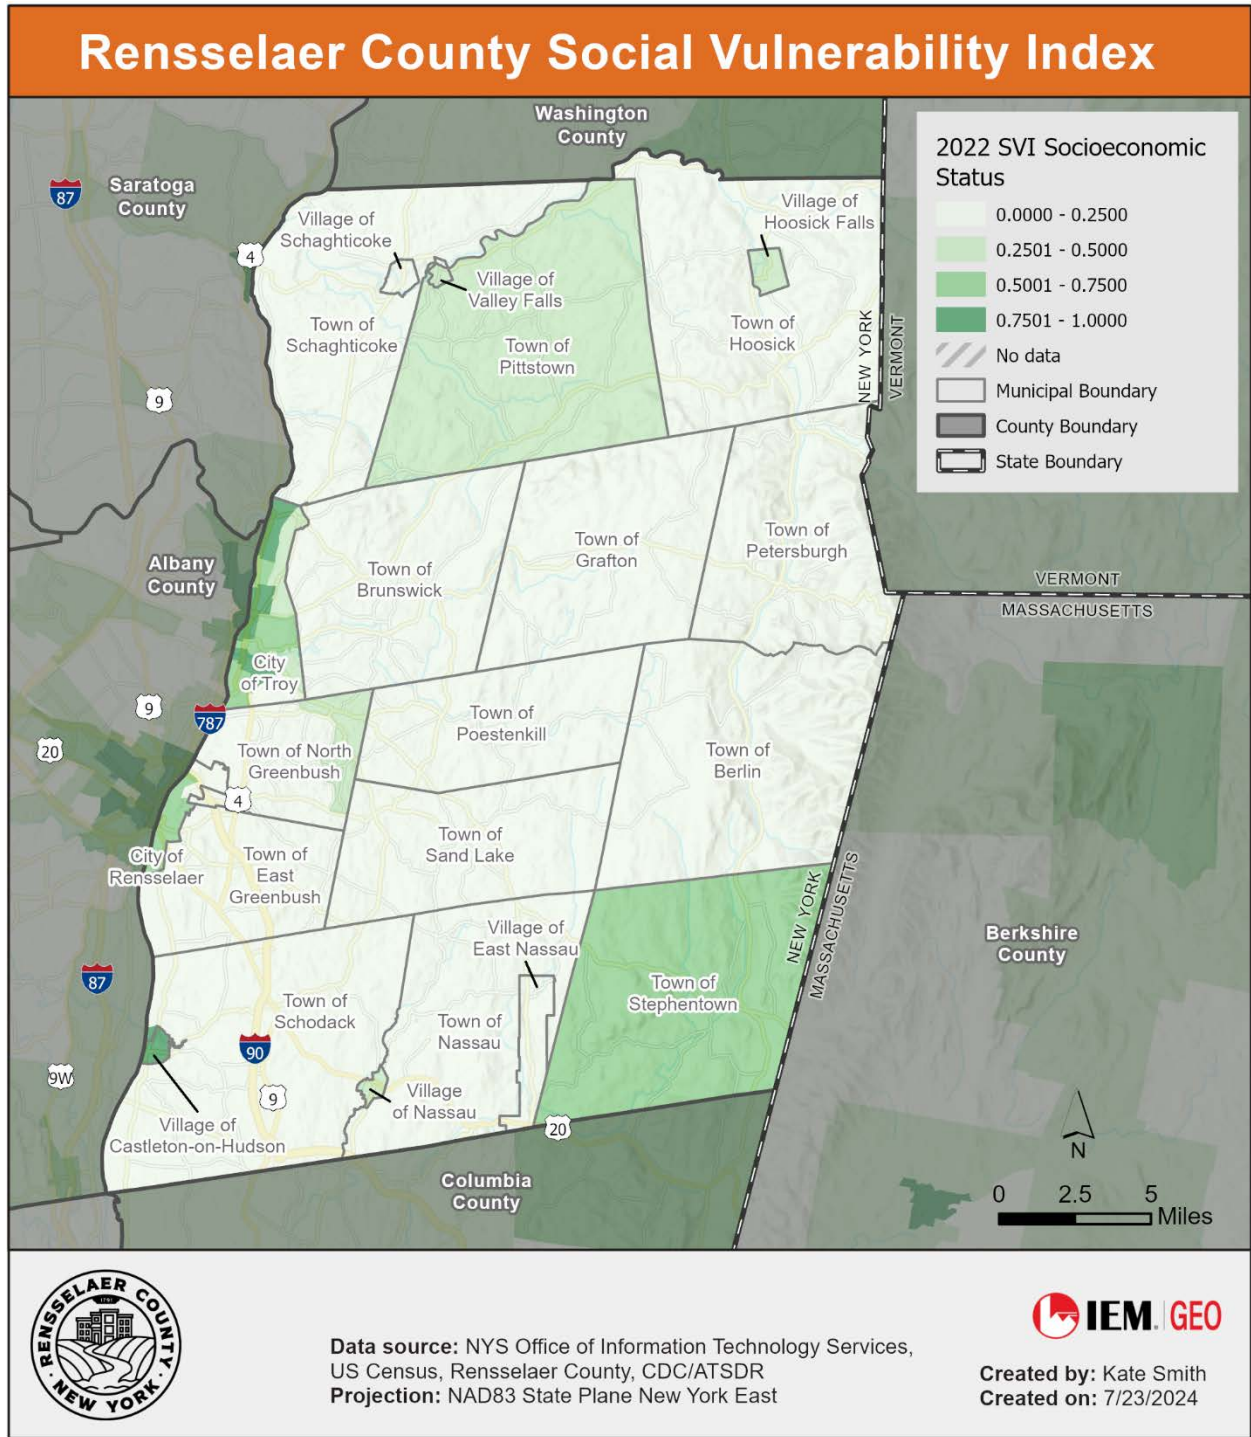 Rensselaer County Social Vulnerability Index
Washington
County
Saratoga
County
87
4
9
Village of
Schaghticoke
Village of
Valley Falls
Town of
Schaghticoke
Town of
Pittstown
Village of
Hoosick Falls
Town of
Hoosick
NEW YORK
VERMONT
2022 SVI Socioeconomic
Status
0.0000 - 0.2500
0.2501 - 0.5000
0.5001 - 0.7500
0.7501 - 1.0000
No data
Municipal Boundary
County Boundary
State Boundary
Albany
County
Town of
Brunswick
Town of
Grafton
Town of
Petersburgh
VERMONT
MASSACHUSETTS
City
of Troy
9
787
20
Town of North
Greenbush
4
Town of
Poestenkill
Town of
Berlin
City of
Rensselaer
Town of
East
Greenbush
Town of
Sand Lake
NEW YORK
MASSACHUSETTS
Berkshire
County
87
Village of
East Nassau
Town of
Stephentown
Town of
Schodack
Town of
Nassau
90
9W
9
Village of
Castleton-on-Hudson
Village
of Nassau
20
Columbia
County
N
0 2.5 5
Miles
RENSSELAER COUNTY
1791
NEW YORK
Data source: NYS Office of Information Technology Services,
US Census, Rensselaer County, CDC/ATSDR
Projection: NAD83 State Plane New York East
IEM. GEO
Created by: Kate Smith
Created on: 7/23/2024